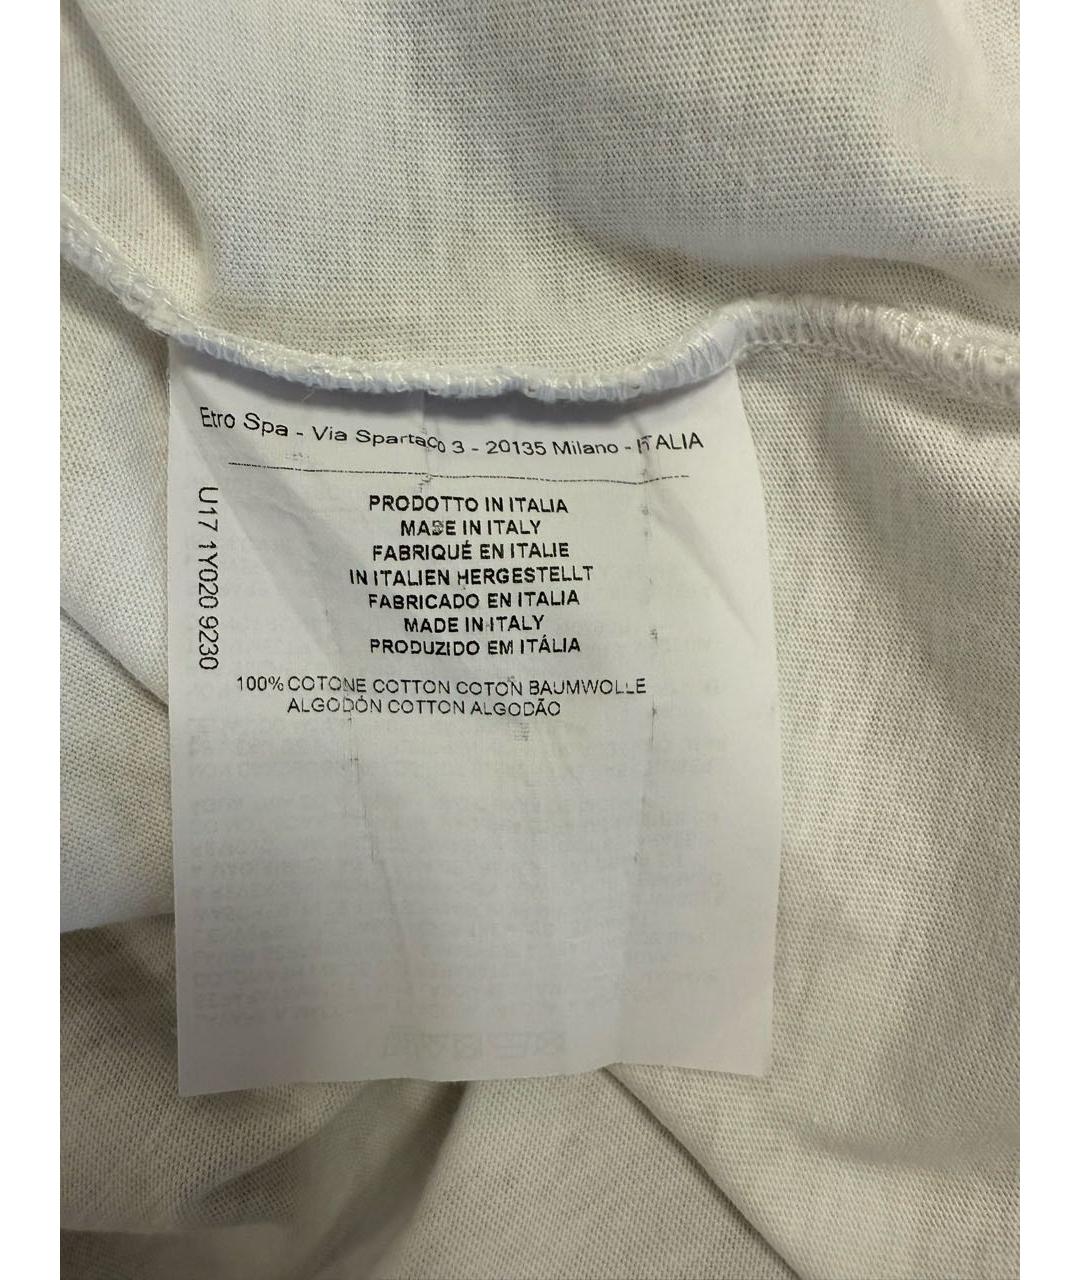 Etro Spa - Via Spartaco 3 - 20135 Milano - ITALIA
U17 1Y020 9230
PRODOTTO IN ITALIA
MADE IN ITALY
FABRIQUÉ EN ITALIE
IN ITALIEN HERGESTELLT
FABRICADO EN ITALIA
MADE IN ITALY
PRODUZIDO EM ITÁLIA
100% COTONE COTTON COTON BAUMWOLLE
ALGODÓN COTTON ALGODÃO